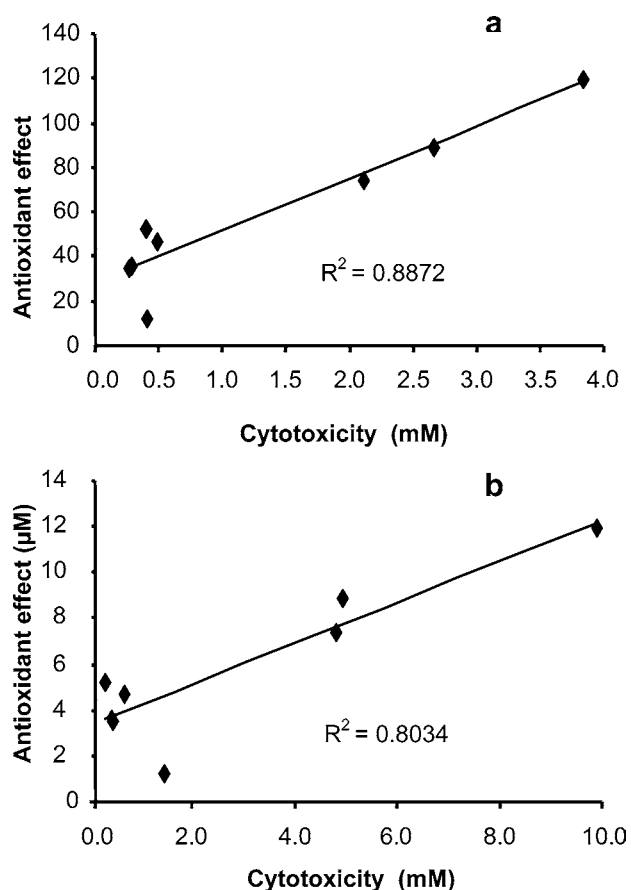 a
140
120
100
80
60
40
20
0
Antioxidant effect
R² = 0.8872
0.0 0.5 1.0 1.5 2.0 2.5 3.0 3.5 4.0
Cytotoxicity (mM)
b
14
12
10
8
6
4
2
0
Antioxidant effect (µM)
R² = 0.8034
0.0 2.0 4.0 6.0 8.0 10.0
Cytotoxicity (mM)